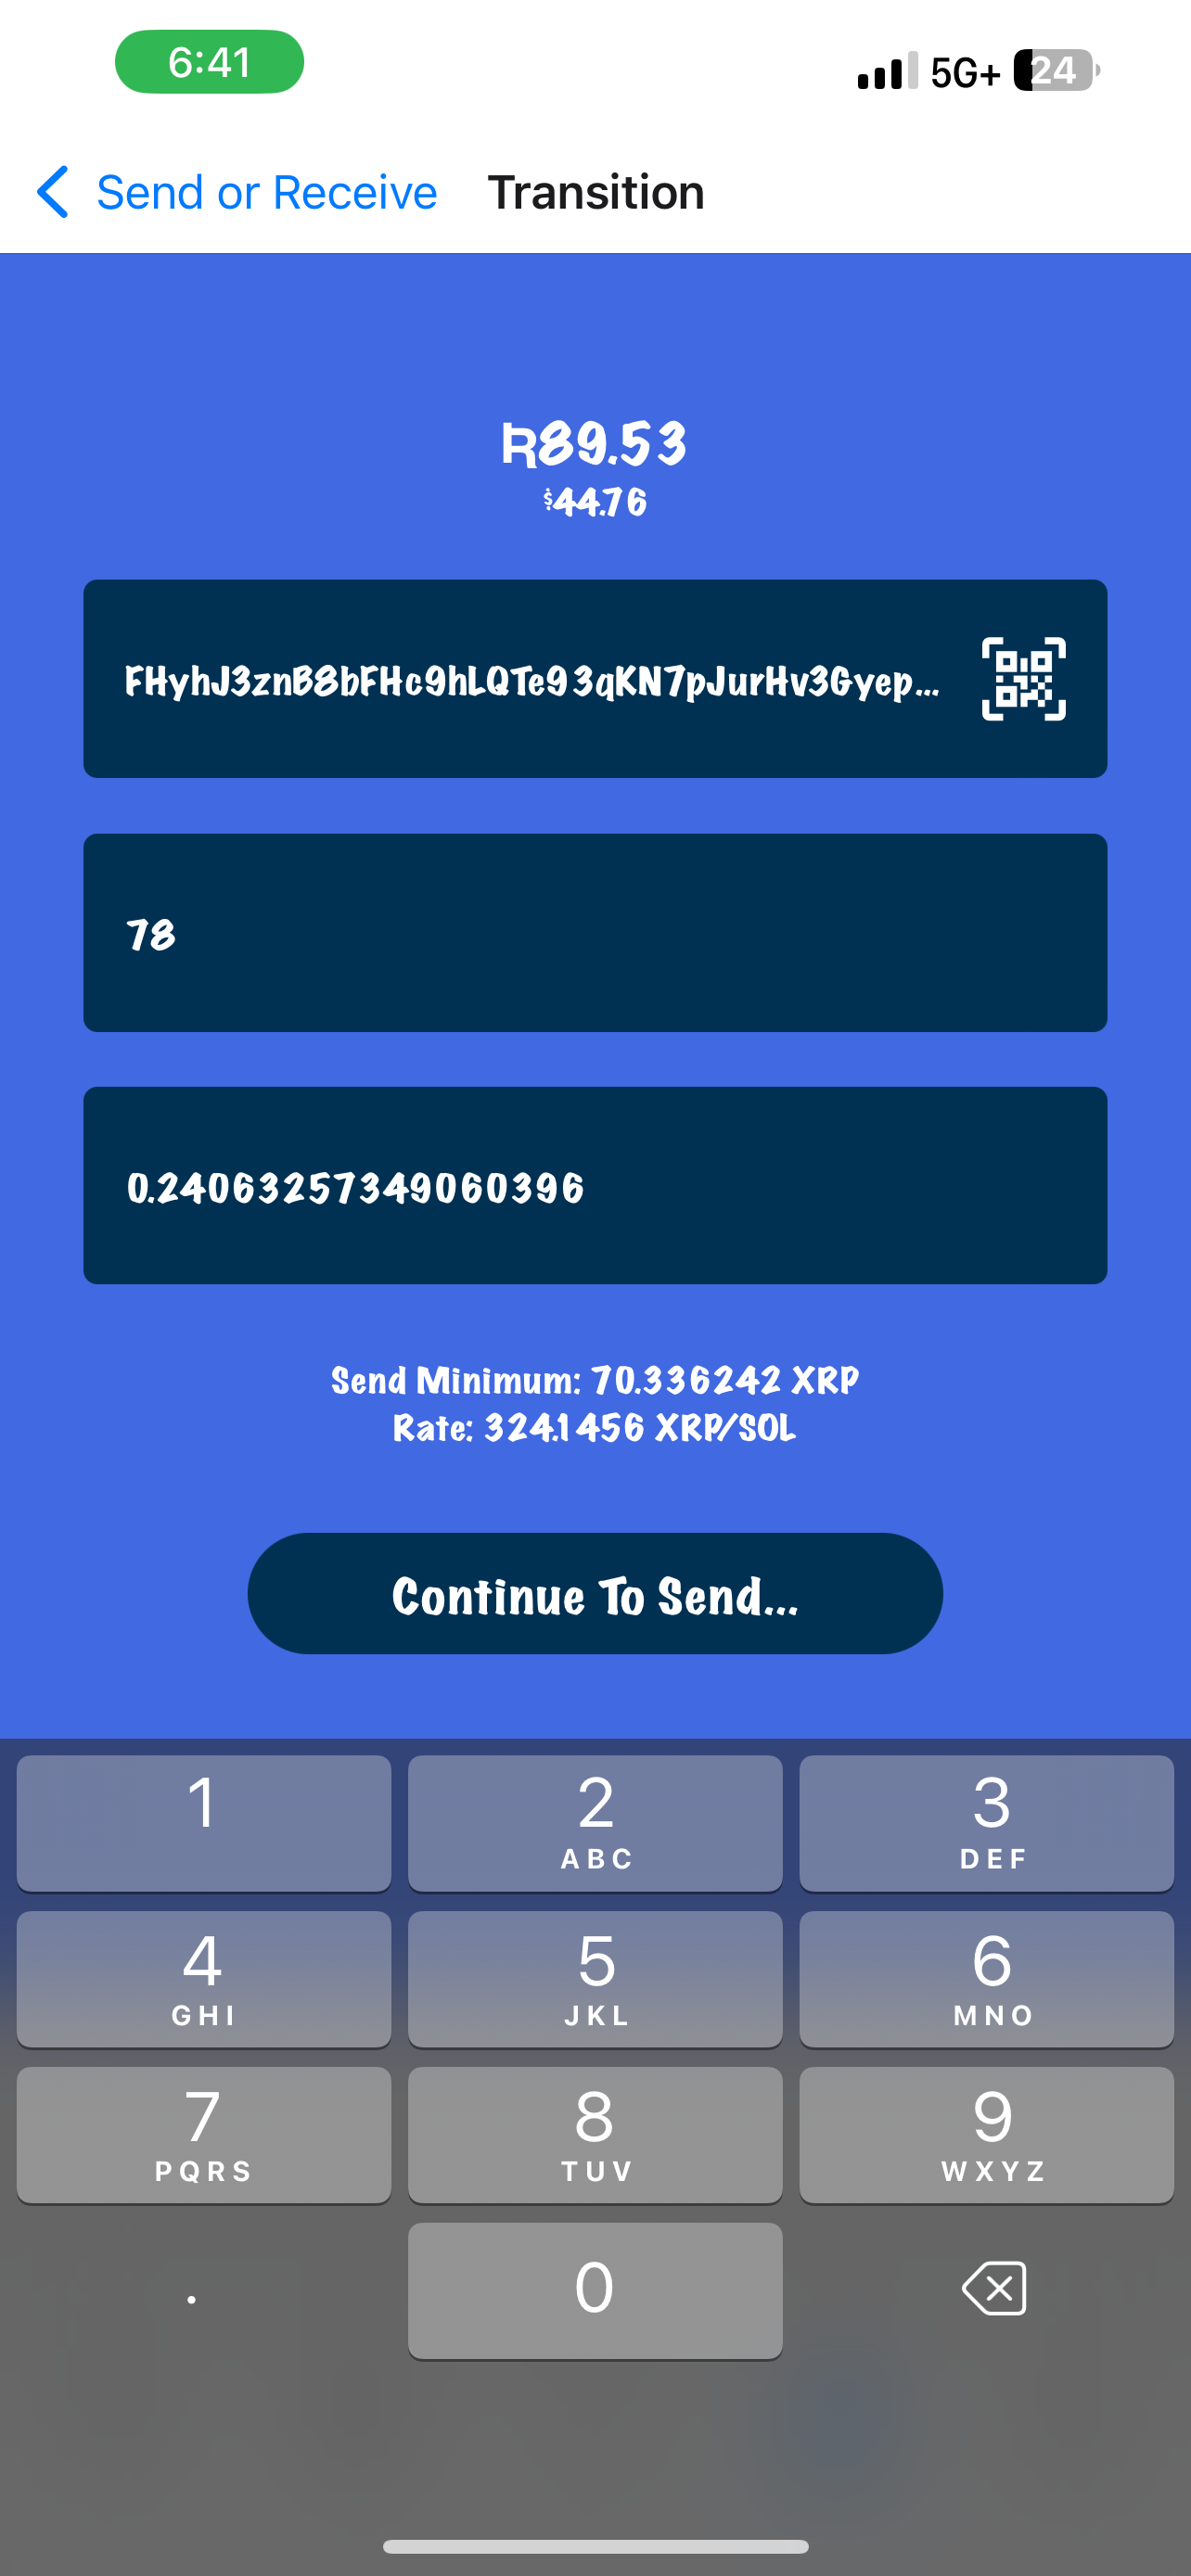 6:41
5G+ 24
Send or Receive Transition
R89.53
$44.76
FHyhJ3znB8bFHc9hLQTe93qKN7pJurHv3Gyep...
78
0.24063257349060396
Send Minimum: 70.336242 XRP
Rate: 324.1456 XRP/SOL
Continue To Send...
1 2 3
ABC DEF
4 5 6
GHI JKL MNO
7 8 9
PQRS TUV WXYZ
. 0